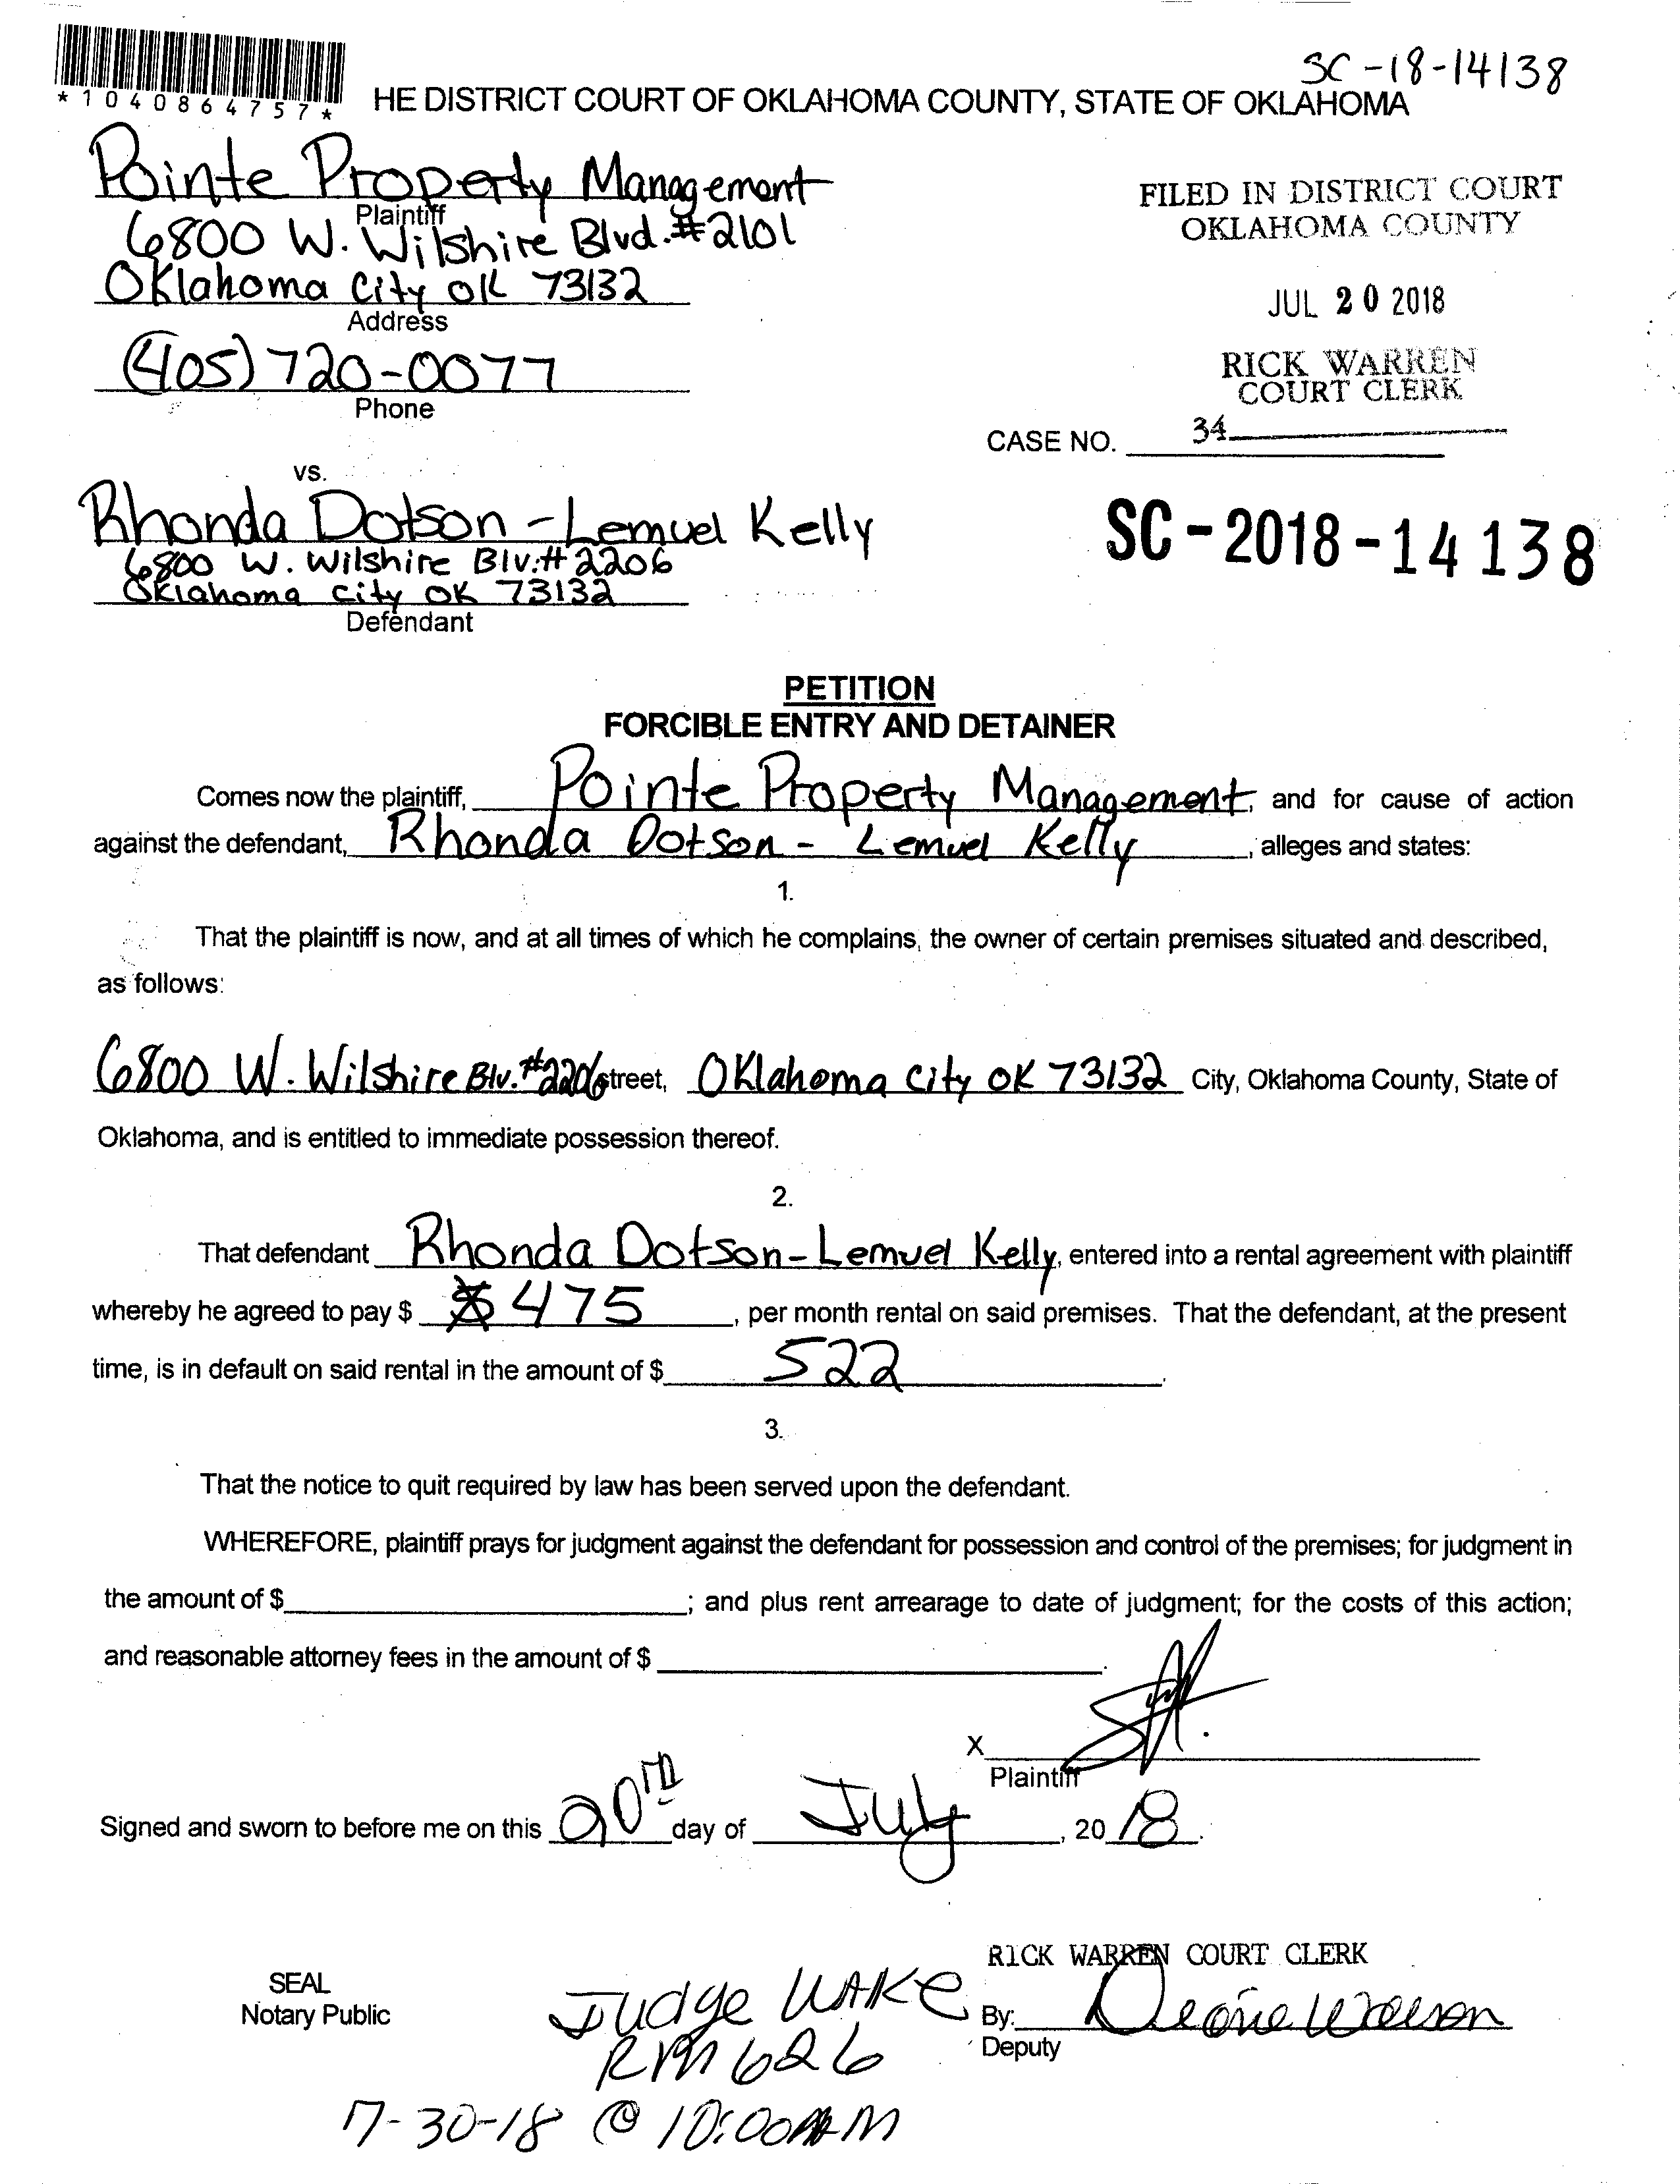 SC-18-14138
*1040864757*
HE DISTRICT COURT OF OKLAHOMA COUNTY, STATE OF OKLAHOMA
Pointe Property Management
Plaintiff
6800 W. Wilshire Blvd. #2101
Oklahoma City OK 73132
Address
(405) 720-0077
Phone
FILED IN DISTRICT COURT
OKLAHOMA COUNTY
JUL 20 2018
RICK WARREN
COURT CLERK
34
CASE NO.
SC-2018-14138
vs.
Rhonda Dotson - Lemuel Kelly
6800 W. Wilshire Blv. # 2206
Oklahoma City OK 73132
Defendant
PETITION
FORCIBLE ENTRY AND DETAINER
Comes now the plaintiff, Pointe Property Management, and for cause of action
against the defendant, Rhonda Dotson - Lemuel Kelly, alleges and states:
1.
That the plaintiff is now, and at all times of which he complains, the owner of certain premises situated and described,
as follows:
6800 W. Wilshire Blv. #2206 street, Oklahoma City OK 73132 City, Oklahoma County, State of
Oklahoma, and is entitled to immediate possession thereof.
2.
That defendant Rhonda Dotson-Lemuel Kelly, entered into a rental agreement with plaintiff
whereby he agreed to pay $ $475, per month rental on said premises. That the defendant, at the present
time, is in default on said rental in the amount of $ 522.
3.
That the notice to quit required by law has been served upon the defendant.
WHEREFORE, plaintiff prays for judgment against the defendant for possession and control of the premises; for judgment in
the amount of $ ; and plus rent arrearage to date of judgment; for the costs of this action;
and reasonable attorney fees in the amount of $ .
X
Plaintiff
Signed and sworn to before me on this 20TH day of July, 2018.
RICK WARREN COURT CLERK
SEAL
Notary Public
Judge WAKE
By:
Deputy
RM 626
7-30-18 @ 10:00 AM